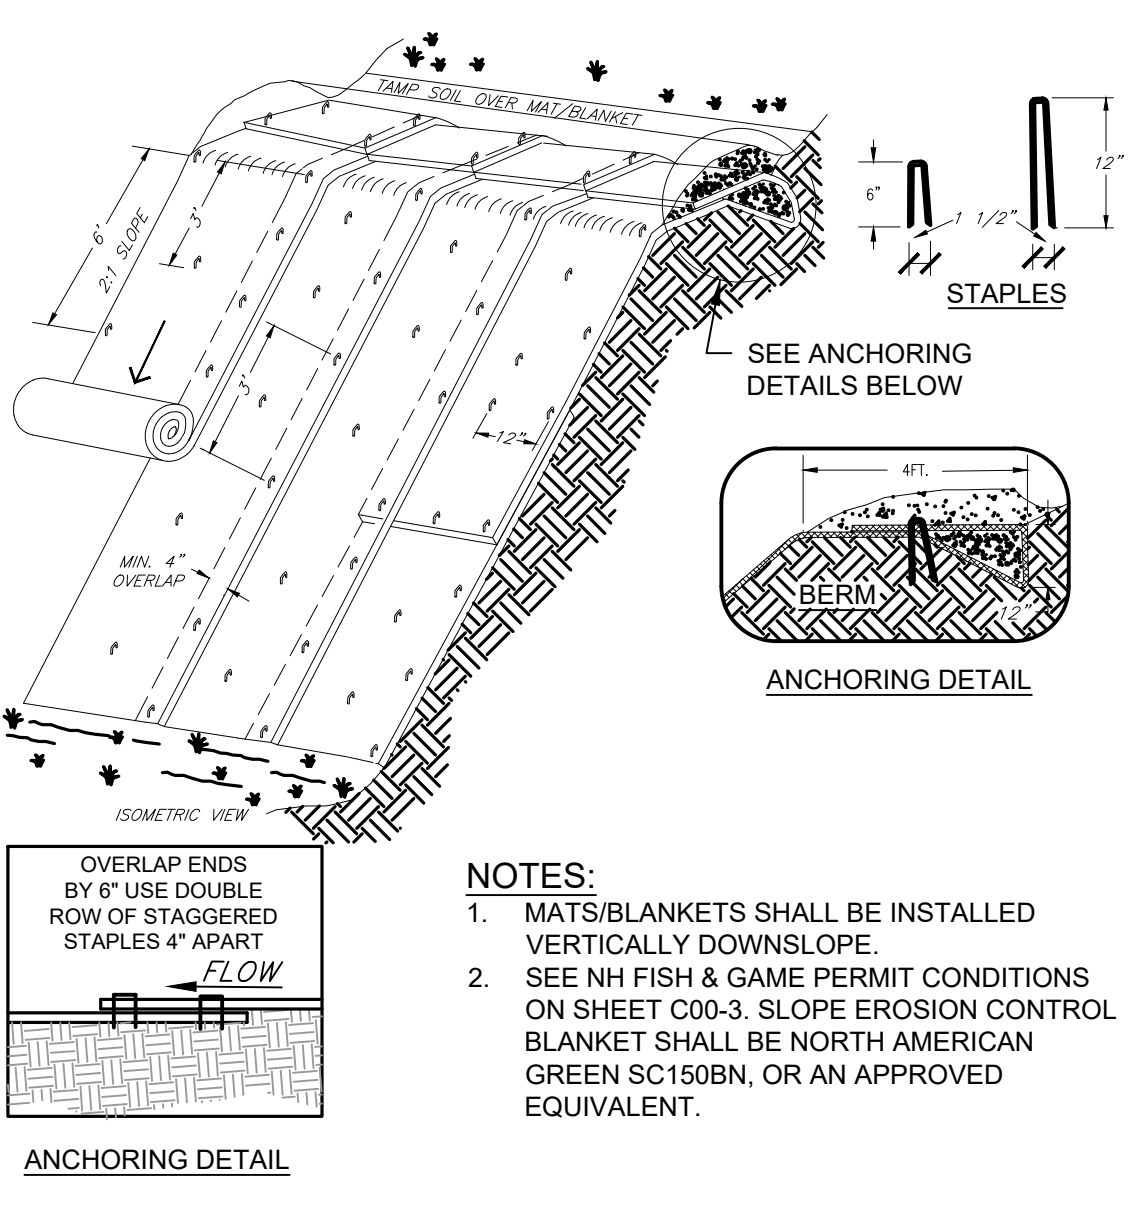 TAMP SOIL OVER MAT/BLANKET
6'
2:1 SLOPE
3'
3'
12"
MIN. 4"
OVERLAP
ISOMETRIC VIEW
6"
1 1/2"
12"
STAPLES
SEE ANCHORING
DETAILS BELOW
4FT.
BERM
12"
ANCHORING DETAIL
OVERLAP ENDS
BY 6" USE DOUBLE
ROW OF STAGGERED
STAPLES 4" APART
FLOW
ANCHORING DETAIL
NOTES:
1. MATS/BLANKETS SHALL BE INSTALLED
VERTICALLY DOWNSLOPE.
2. SEE NH FISH & GAME PERMIT CONDITIONS
ON SHEET C00-3. SLOPE EROSION CONTROL
BLANKET SHALL BE NORTH AMERICAN
GREEN SC150BN, OR AN APPROVED
EQUIVALENT.